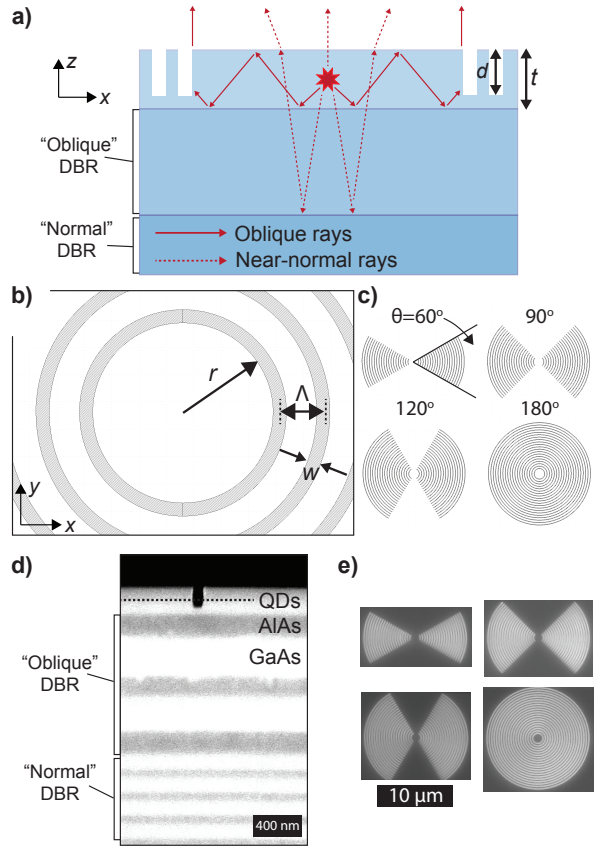 a)
z
x
d
t
“Oblique”
DBR
“Normal”
DBR
Oblique rays
Near-normal rays
b)
r
Λ
w
y
x
c)
θ=60°
90°
120°
180°
d)
QDs
AlAs
GaAs
“Oblique”
DBR
“Normal”
DBR
400 nm
e)
10 μm